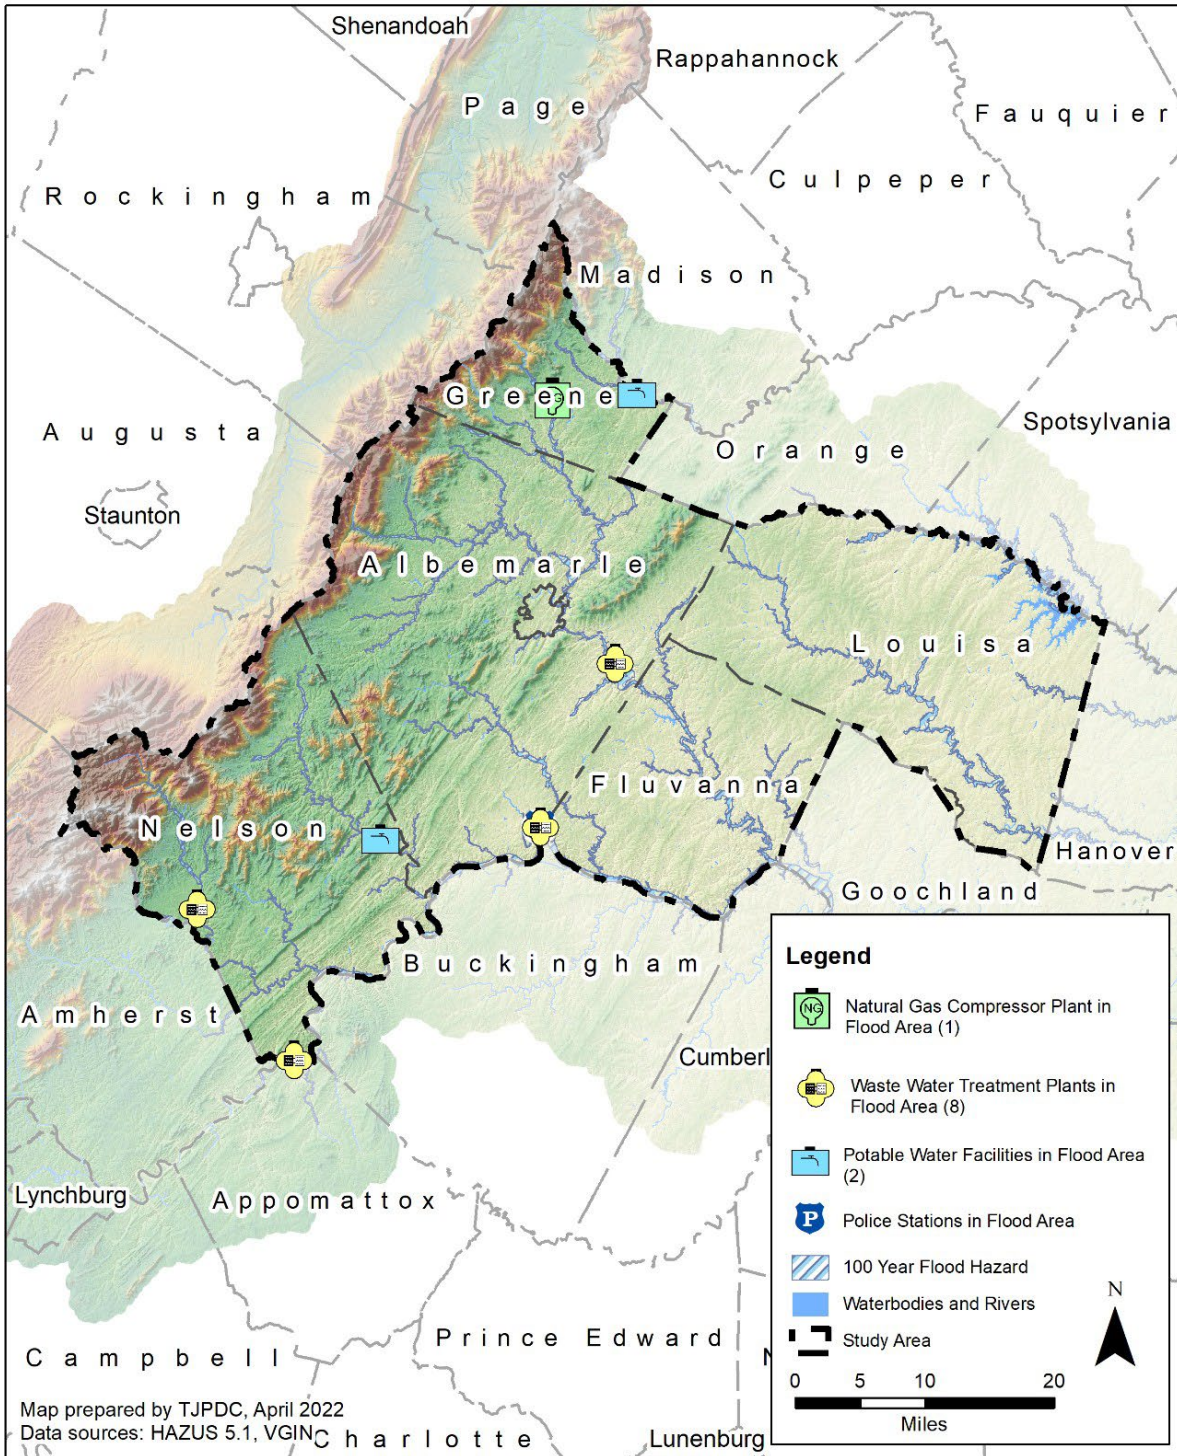 Shenandoah
Rappahannock
Page
Fauquier
Culpeper
Rockingham
Madison
Greene
NG
Augusta
Spotsylvania
Orange
Staunton
Albemarle
Louisa
Fluvanna
Nelson
Hanover
Goochland
Buckingham
Amherst
Cumberl
Lynchburg
Appomattox
Prince Edward
N
Campbell
Charlotte
Lunenburg
Legend
NG
Natural Gas Compressor Plant in
Flood Area (1)
Waste Water Treatment Plants in
Flood Area (8)
Potable Water Facilities in Flood Area
(2)
P
Police Stations in Flood Area
100 Year Flood Hazard
Waterbodies and Rivers
Study Area
N
0 5 10 20
Miles
Map prepared by TJPDC, April 2022
Data sources: HAZUS 5.1, VGIN